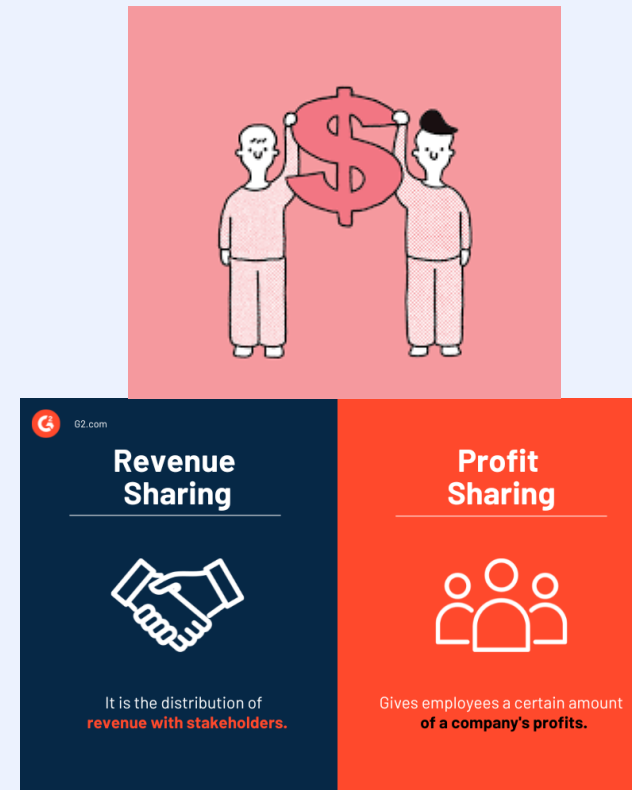 G2.com
Revenue
Sharing
It is the distribution of
revenue with stakeholders.
Profit
Sharing
Gives employees a certain amount
of a company's profits.